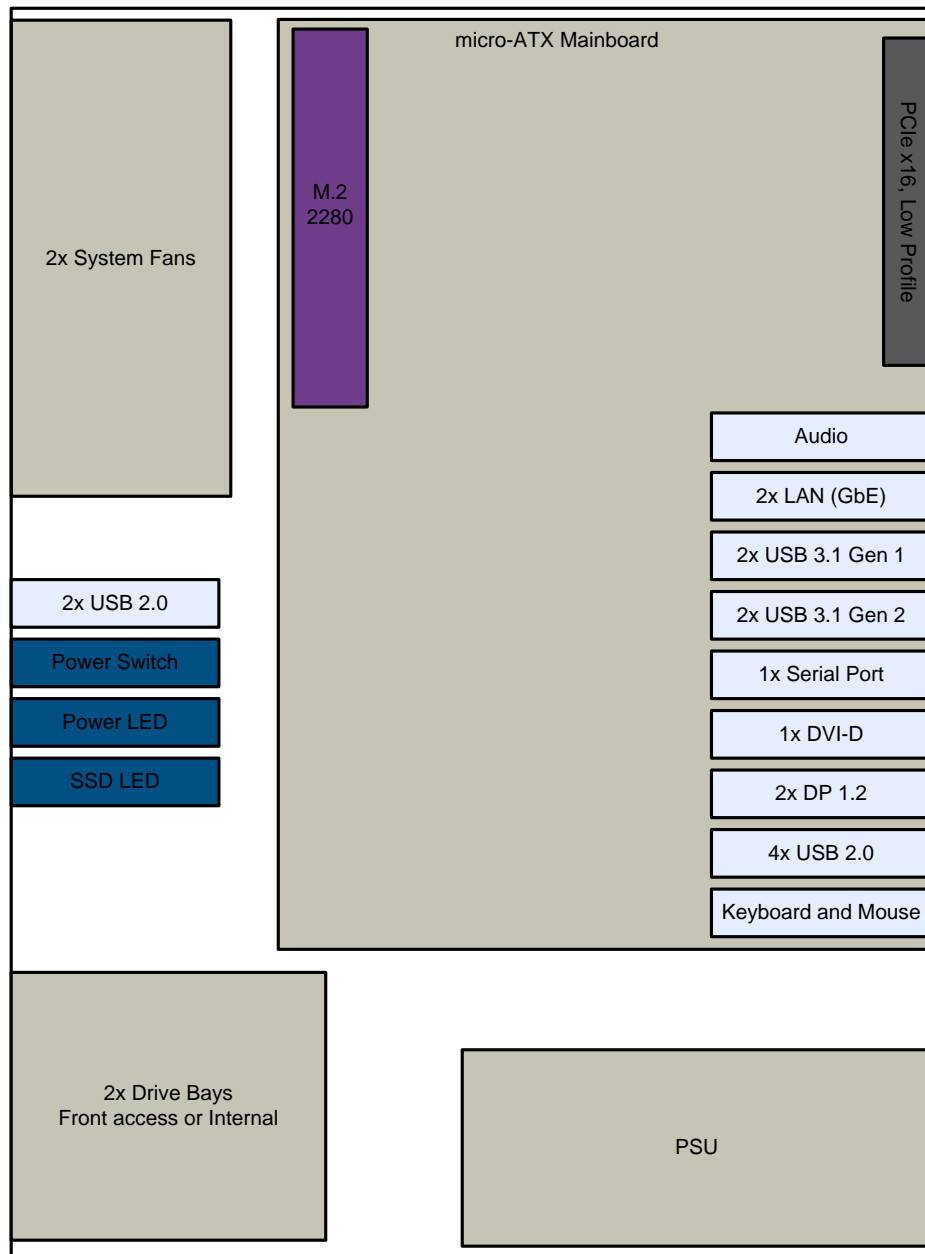 micro-ATX Mainboard
PCIe x16, Low Profile
M.2
2280
2x System Fans
Audio
2x LAN (GbE)
2x USB 3.1 Gen 1
2x USB 2.0
2x USB 3.1 Gen 2
Power Switch
1x Serial Port
Power LED
1x DVI-D
SSD LED
2x DP 1.2
4x USB 2.0
Keyboard and Mouse
2x Drive Bays
Front access or Internal
PSU